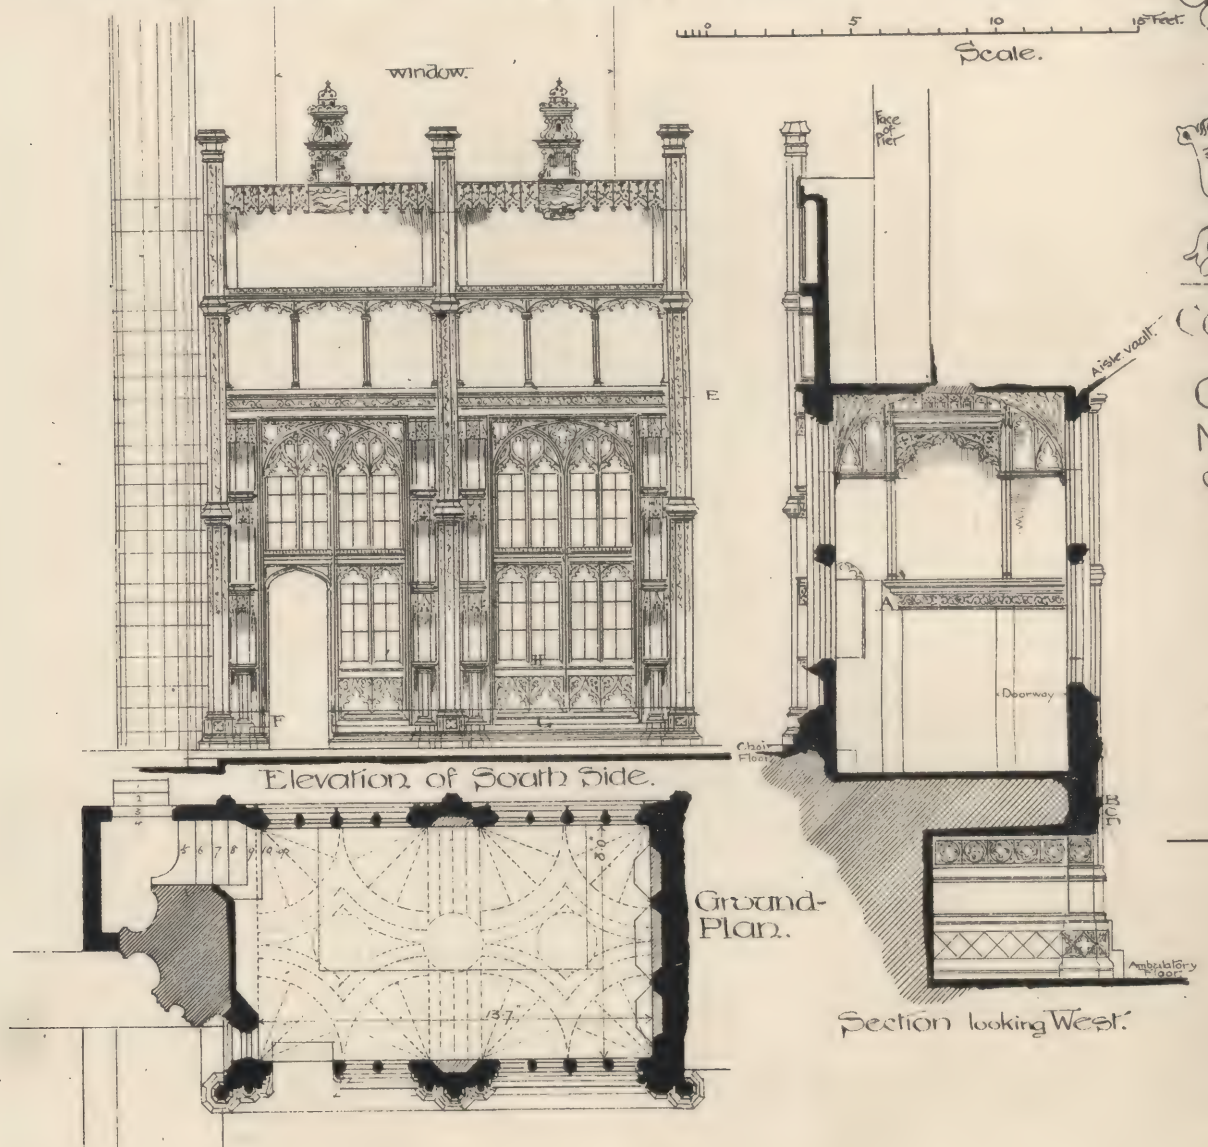 0 5 10 15 Feet.
Scale.
window.
Face
of
Pier
Aisle vault.
E
A
Doorway
H
F
Choir
Floor
Elevation of South Side.
B
C
1
2
3
4
5 6 7 8 9 10
8.0
Ground-
Plan.
13.7
Ambulatory
Floor
Section looking West.